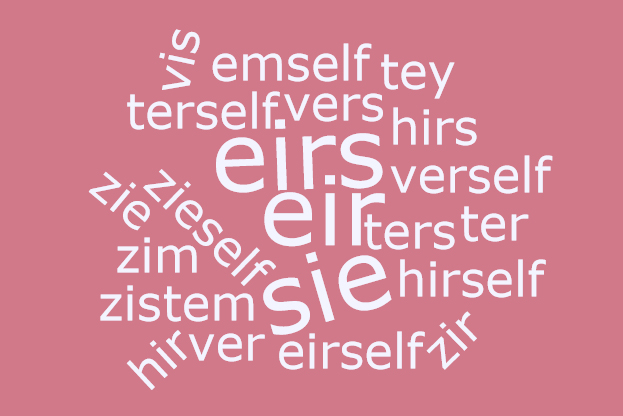 vis
emself
tey
terself
vers
hirs
eirs
verself
zie
zieself
eir
ters
ter
zim
sie
hirself
zistem
hir
ver
eirself
zir